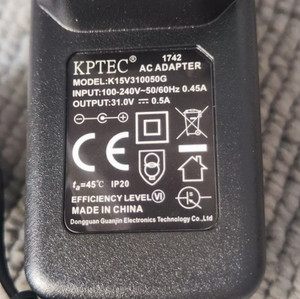 KPTEC 1742
AC ADAPTER
MODEL:K15V310050G
INPUT:100-240V~50/60Hz 0.45A
OUTPUT:31.0V ⎓ 0.5A
CE
ta=45℃ IP20
EFFICIENCY LEVEL VI
MADE IN CHINA
Dongguan Guanjin Electronics Technology Co.,Ltd